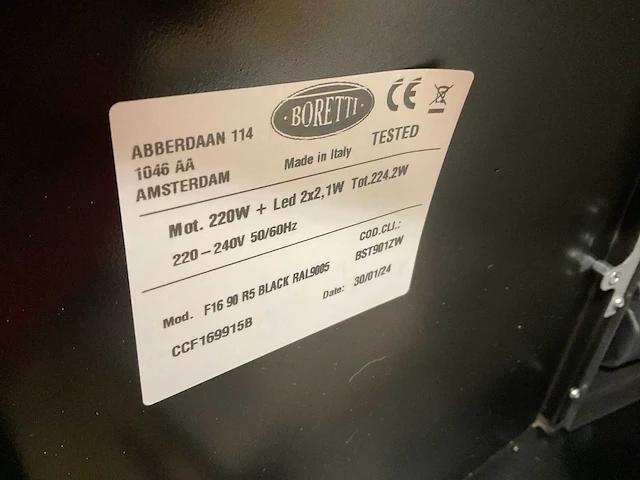 ABBERDAAN 114
1046 AA
AMSTERDAM
BORETTI
CE
Made in Italy
TESTED
Mot. 220W + Led 2x2,1W Tot.224.2W
220-240V 50/60Hz
COD.CLI.:
BST901ZW
Mod. F16 90 R5 BLACK RAL9005
Date: 30/01/24
CCF169915B